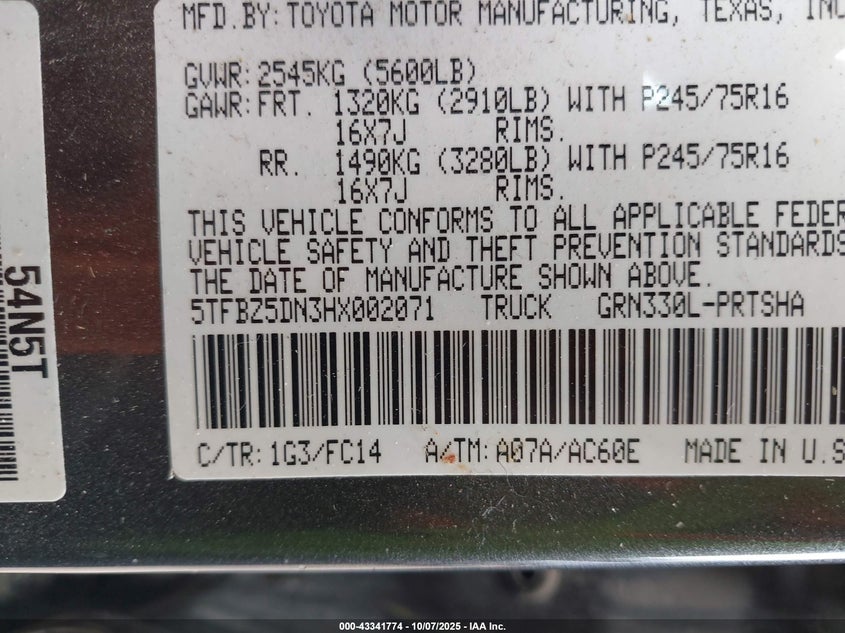 MFD.BY: TOYOTA MOTOR MANUFACTURING, TEXAS, INC
GVWR: 2545KG (5600LB)
GAWR: FRT. 1320KG (2910LB) WITH P245/75R16
16X7J RIMS.
RR. 1490KG (3280LB) WITH P245/75R16
16X7J RIMS.
THIS VEHICLE CONFORMS TO ALL APPLICABLE FEDER
VEHICLE SAFETY AND THEFT PREVENTION STANDARDS
THE DATE OF MANUFACTURE SHOWN ABOVE.
5TFBZ5DN3HX002071 TRUCK GRN330L-PRTSHA
C/TR: 1G3/FC14 A/TM: A07A/AC60E MADE IN U.S
54N5T
000-43341774 - 10/07/2025 - IAA Inc.